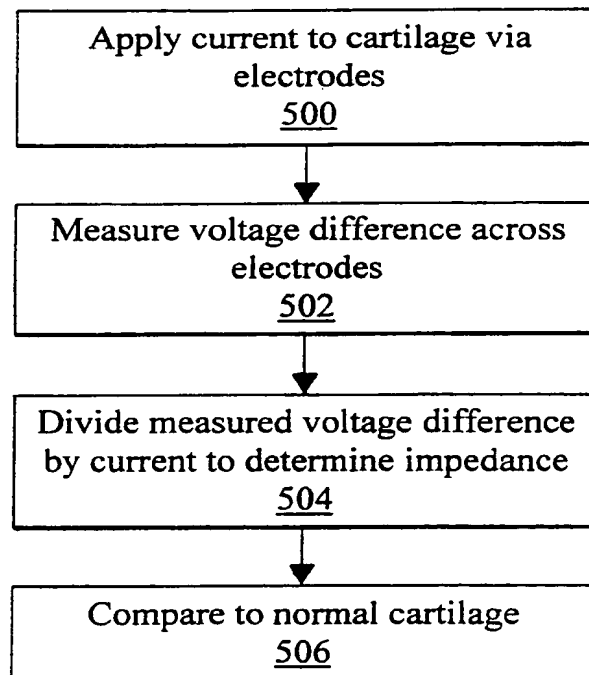 Apply current to cartilage via
electrodes
500
Measure voltage difference across
electrodes
502
Divide measured voltage difference
by current to determine impedance
504
Compare to normal cartilage
506